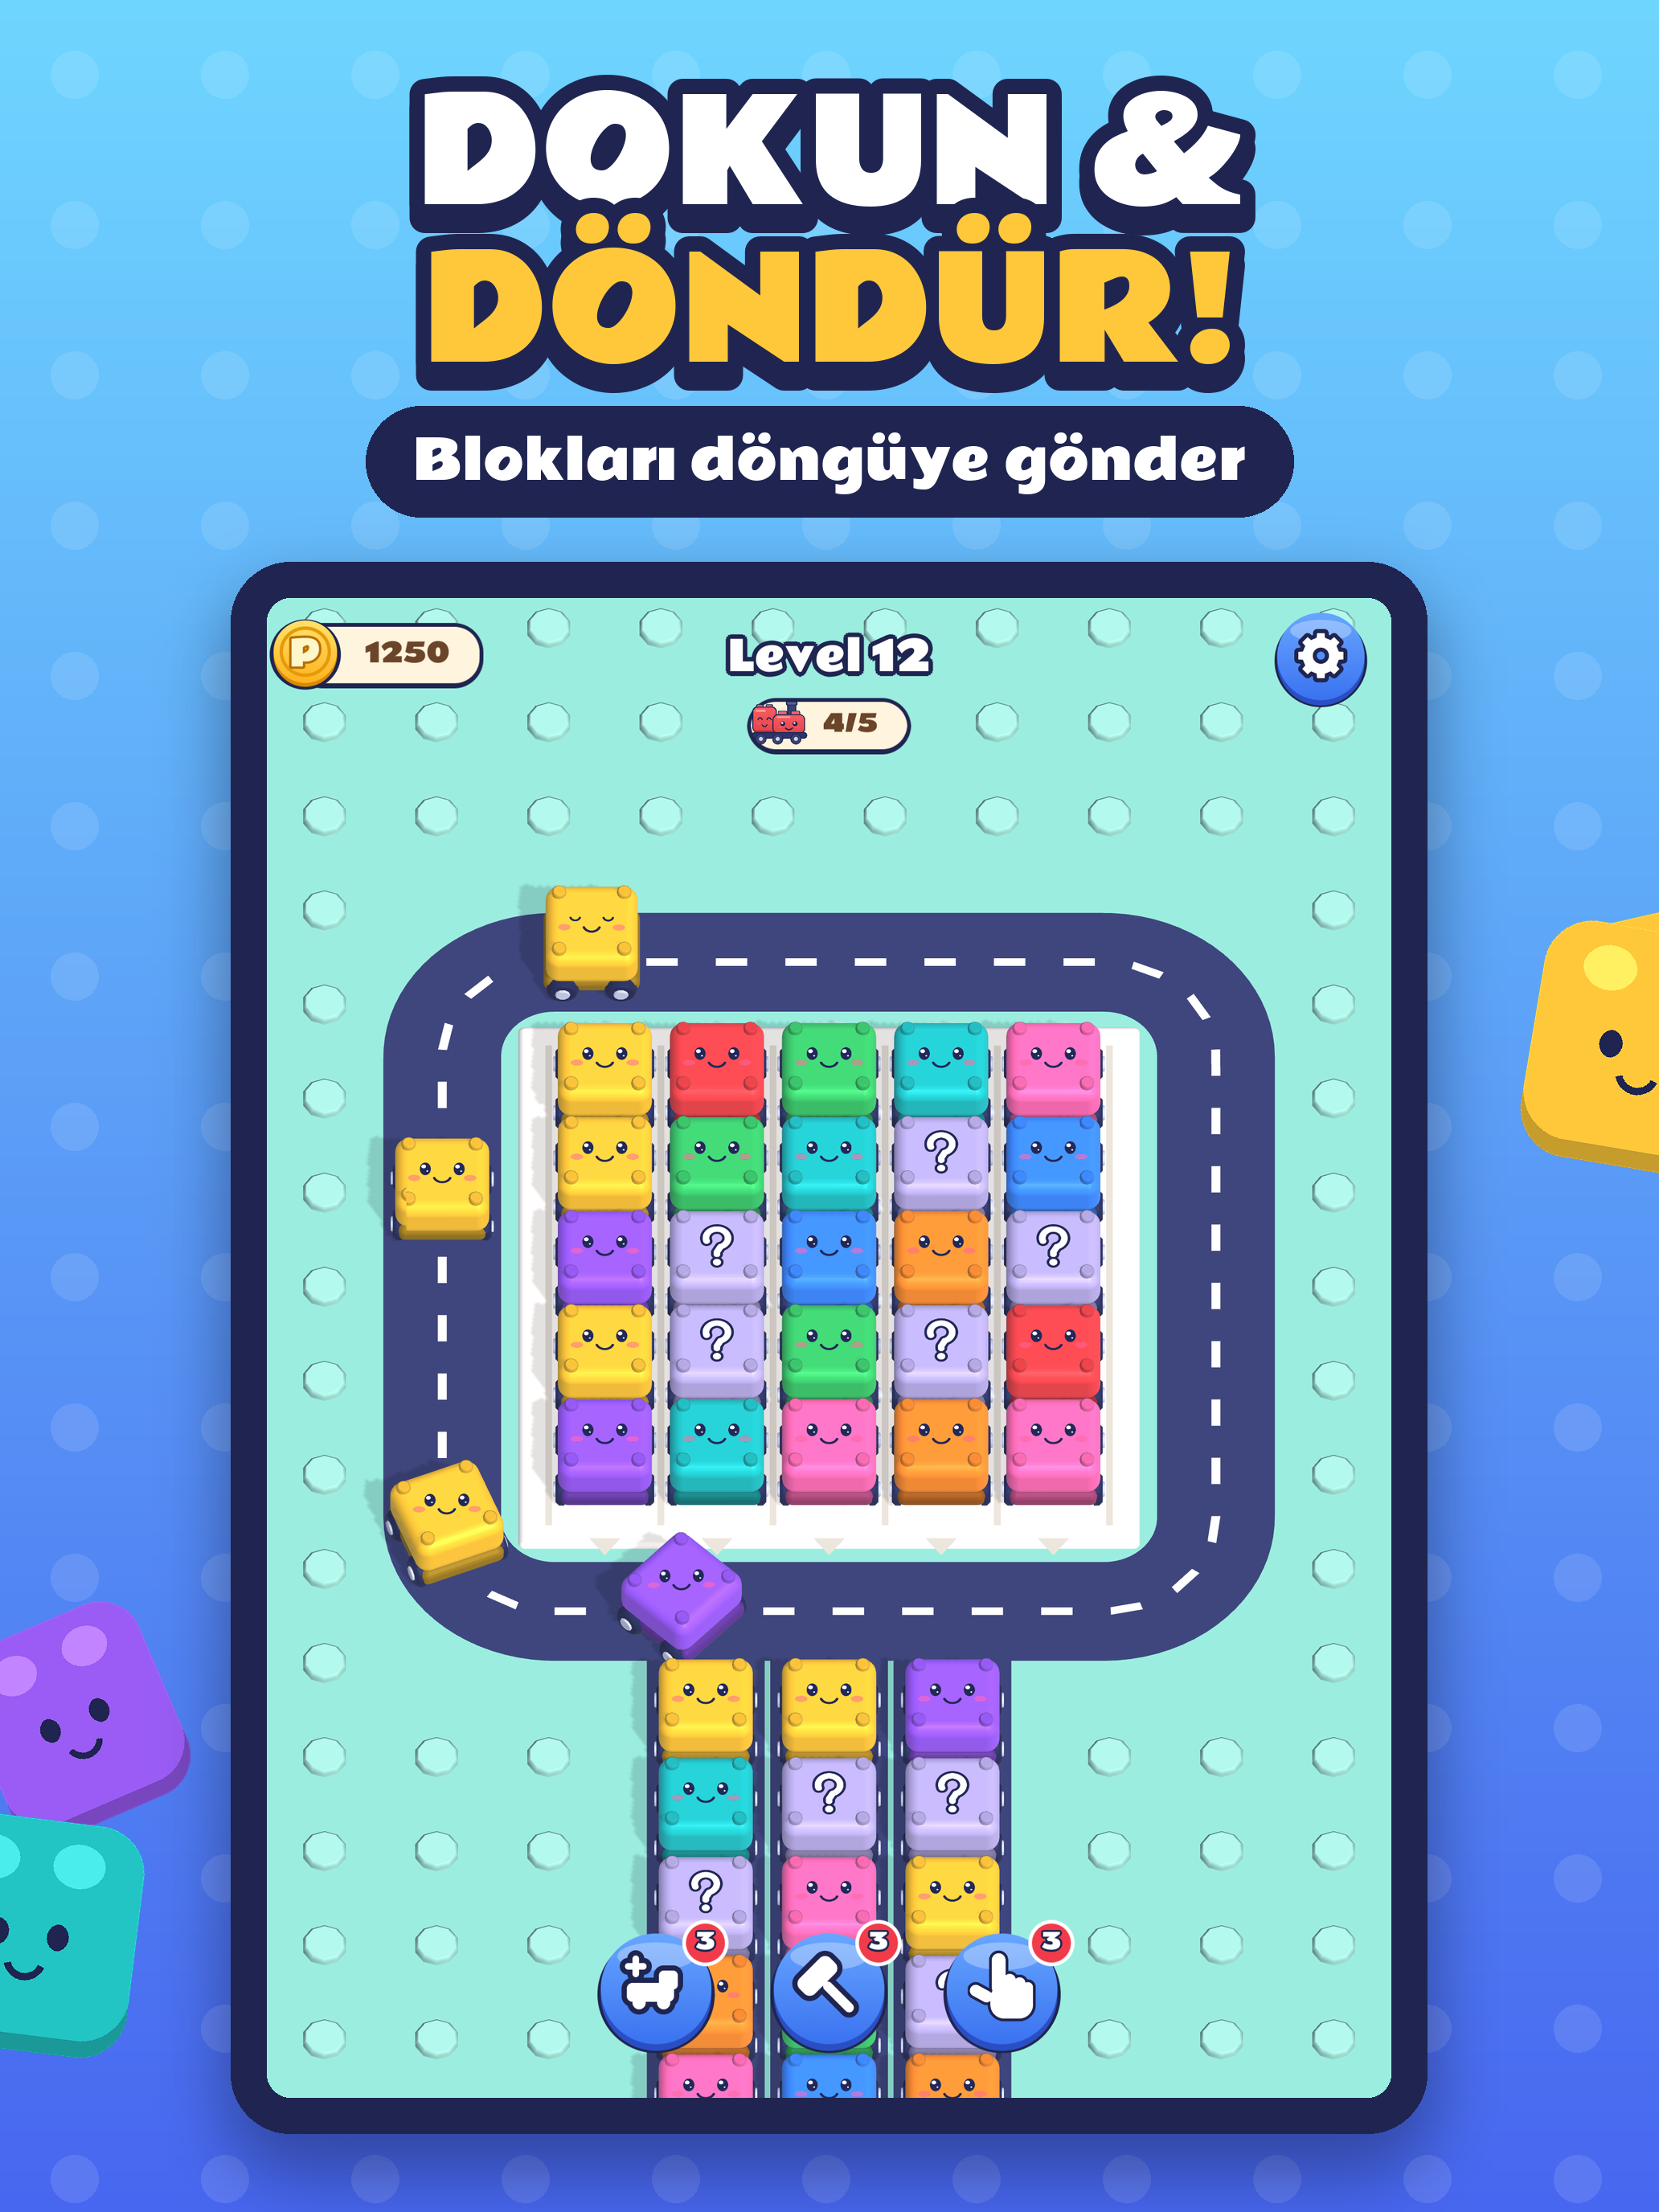 DOKUN &
DÖNDÜR!
Blokları döngüye gönder
P 1250
Level 12
4/5
?
? ?
? ?
? ?
?
3 3 3